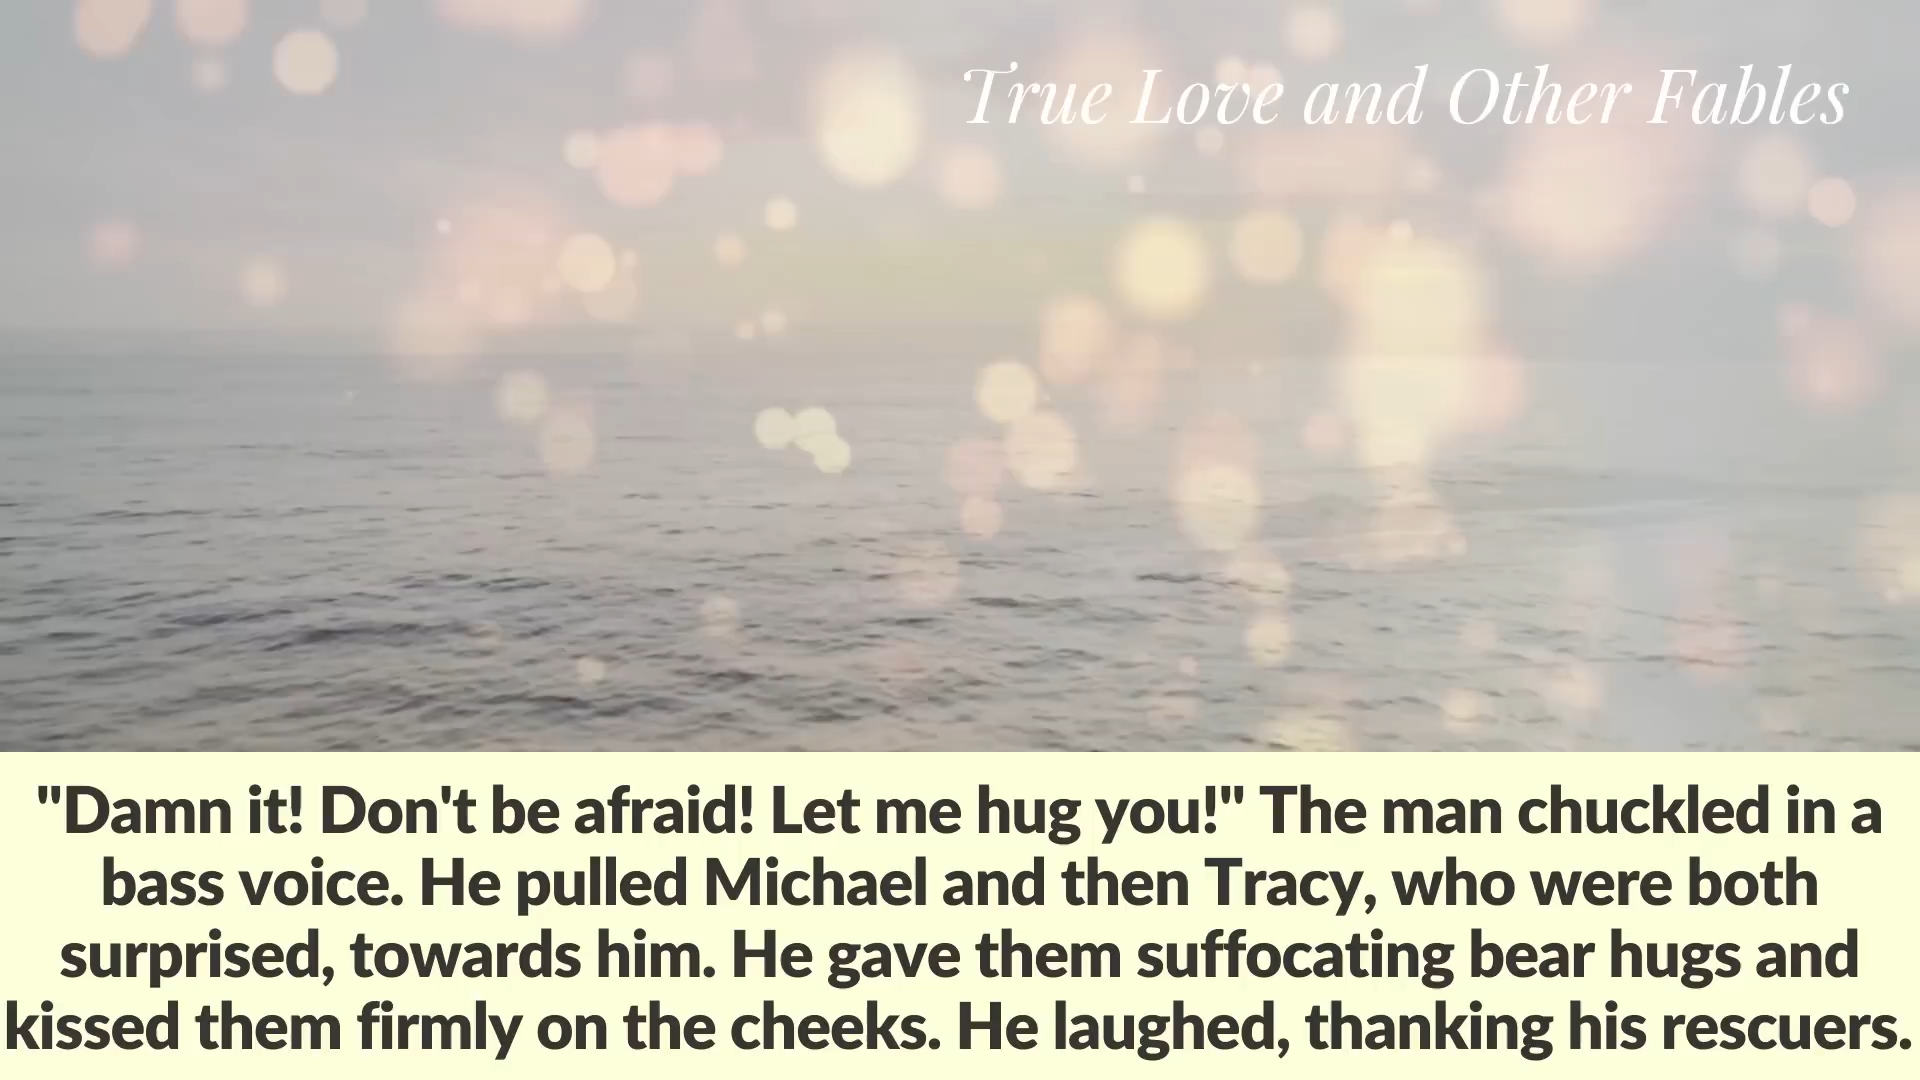 True Love and Other Fables
"Damn it! Don't be afraid! Let me hug you!" The man chuckled in a
bass voice. He pulled Michael and then Tracy, who were both
surprised, towards him. He gave them suffocating bear hugs and
kissed them firmly on the cheeks. He laughed, thanking his rescuers.